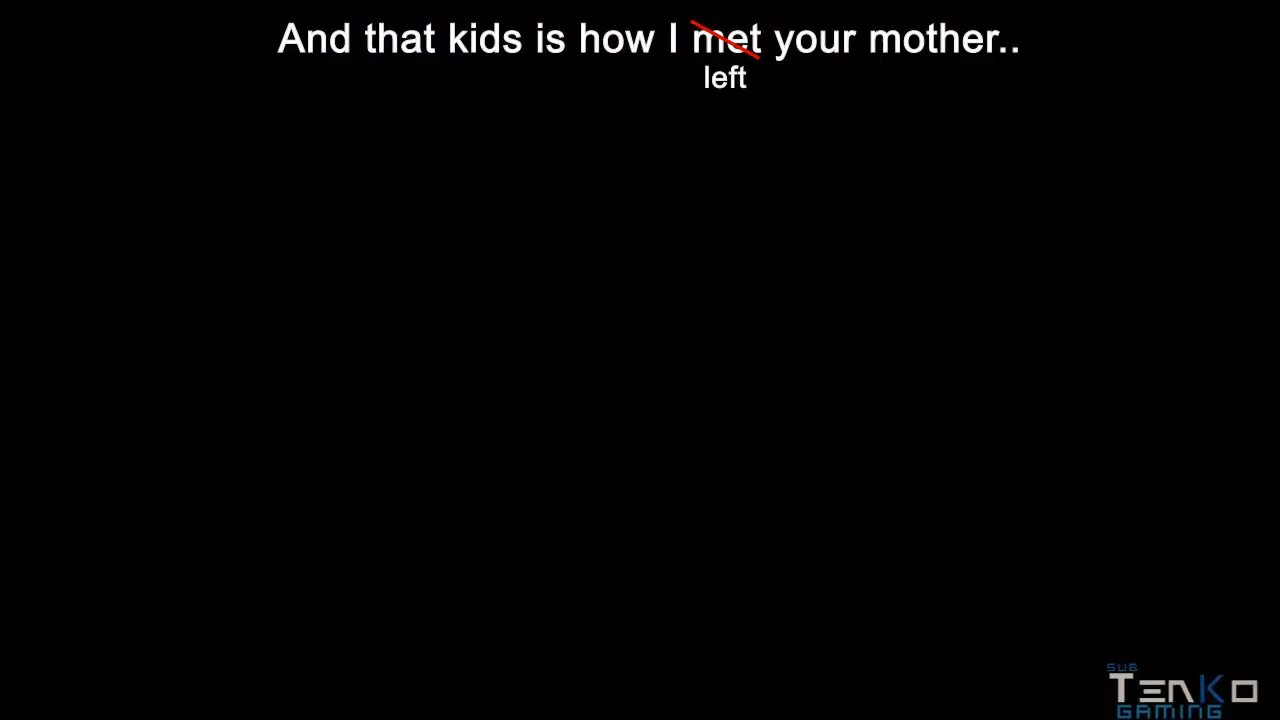 And that kids is how I met your mother..
left
SUB
TENKO
GAMING